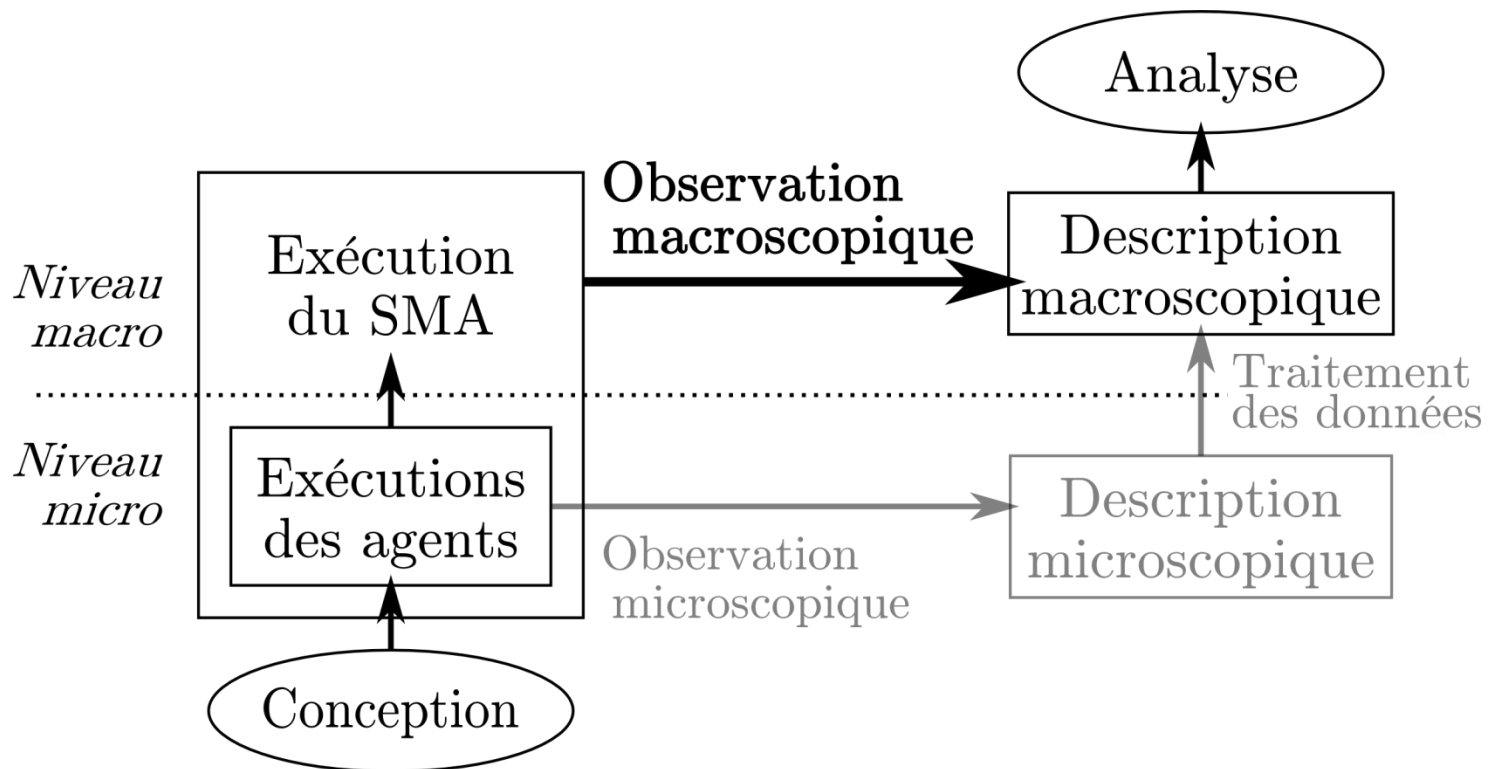 Analyse
Observation
macroscopique
Description
macroscopique
Exécution
du SMA
Niveau
macro
Traitement
des données
Niveau
micro
Exécutions
des agents
Description
microscopique
Observation
microscopique
Conception